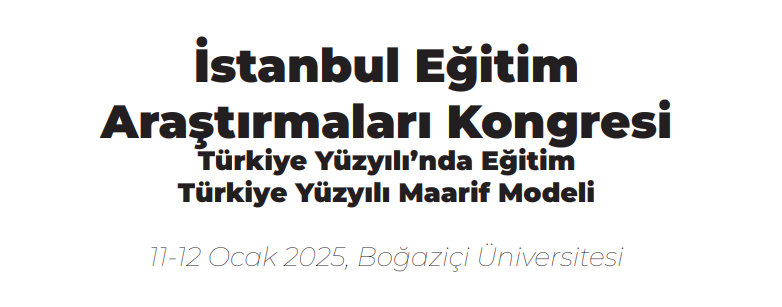 İstanbul Eğitim
Araştırmaları Kongresi
Türkiye Yüzyılı’nda Eğitim
Türkiye Yüzyılı Maarif Modeli
11-12 Ocak 2025, Boğaziçi Üniversitesi